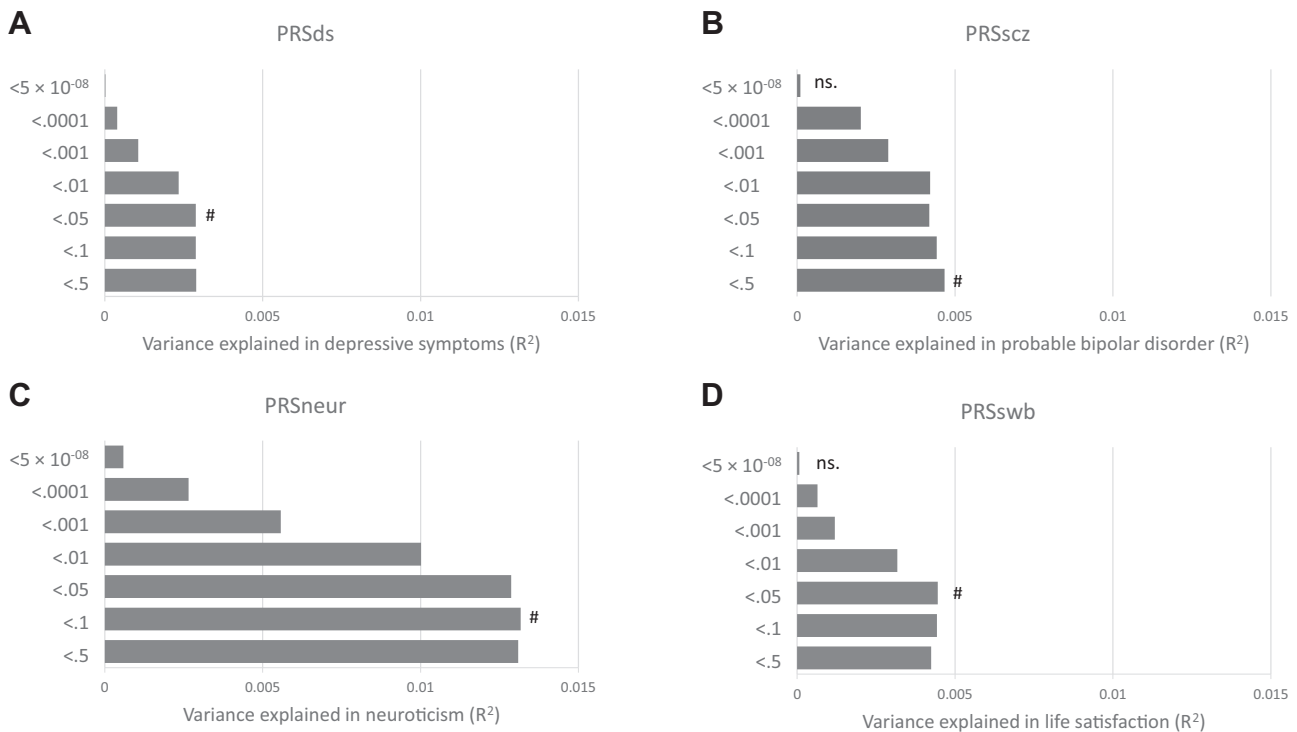 A
PRSds
<5 × 10⁻⁰⁸
<.0001
<.001
<.01
<.05
#
<.1
<.5
0 0.005 0.01 0.015
Variance explained in depressive symptoms (R²)
B
PRSscz
<5 × 10⁻⁰⁸
ns.
<.0001
<.001
<.01
<.05
<.1
<.5
#
0 0.005 0.01 0.015
Variance explained in probable bipolar disorder (R²)
C
PRSneur
<5 × 10⁻⁰⁸
<.0001
<.001
<.01
<.05
<.1
#
<.5
0 0.005 0.01 0.015
Variance explained in neuroticism (R²)
D
PRSswb
<5 × 10⁻⁰⁸
ns.
<.0001
<.001
<.01
<.05
#
<.1
<.5
0 0.005 0.01 0.015
Variance explained in life satisfaction (R²)